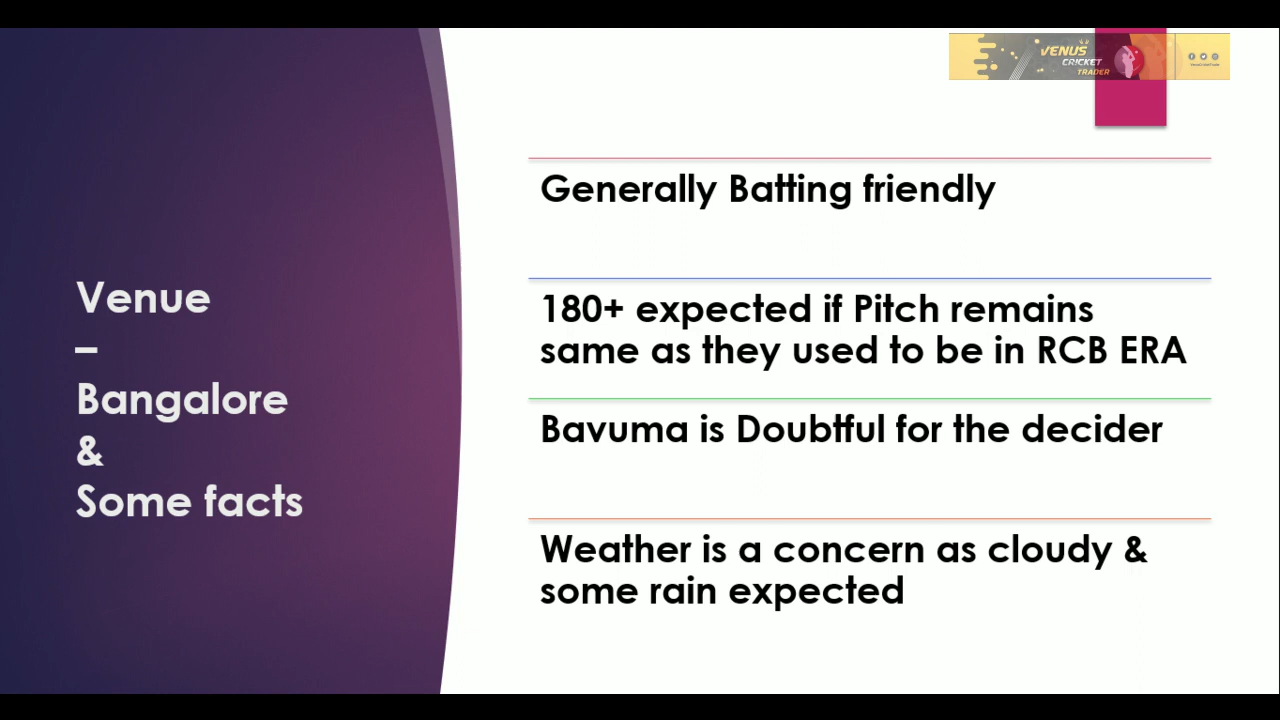 VENUS
CRICKET
TRADER
Generally Batting friendly
Venue
–
Bangalore
&
Some facts
180+ expected if Pitch remains
same as they used to be in RCB ERA
Bavuma is Doubtful for the decider
Weather is a concern as cloudy &
some rain expected